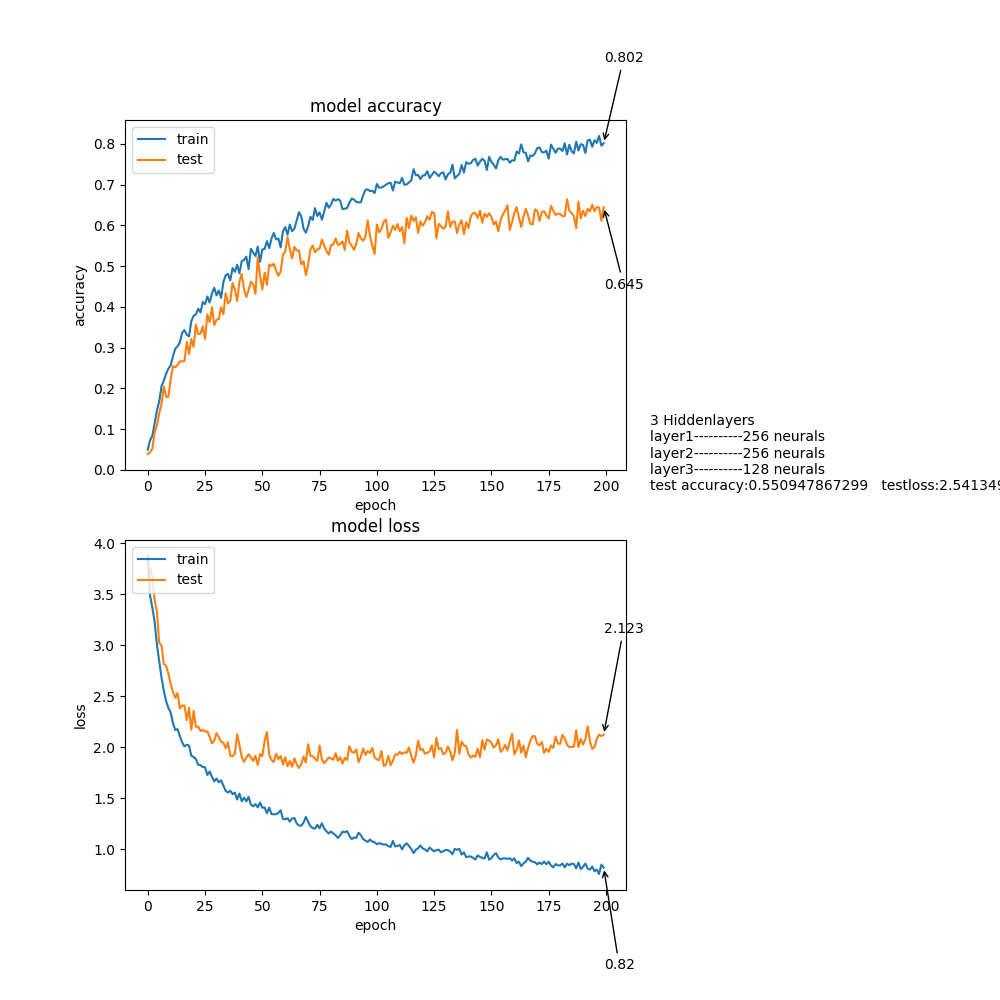 0.802
model accuracy
train
test
0.8
0.7
0.6
0.5
0.4
0.3
0.2
0.1
0.0
accuracy
0.645
0 25 50 75 100 125 150 175 200
epoch
3 Hiddenlayers
layer1----------256 neurals
layer2----------256 neurals
layer3----------128 neurals
test accuracy:0.550947867299 testloss:2.541349
model loss
train
test
4.0
3.5
3.0
2.5
2.0
1.5
1.0
loss
2.123
0 25 50 75 100 125 150 175 200
epoch
0.82